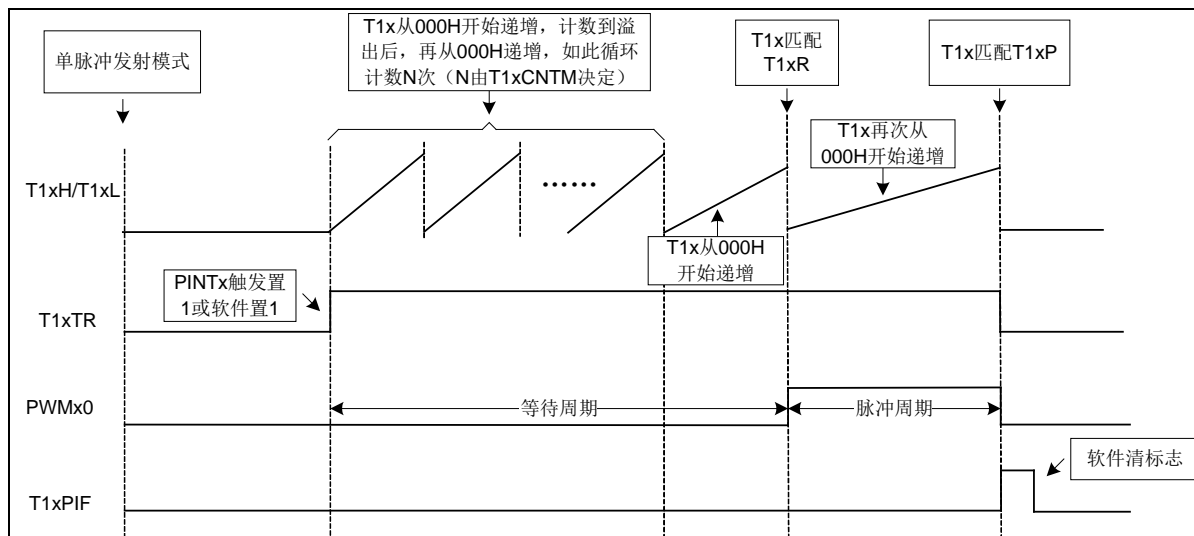 单脉冲发射模式
T1x从000H开始递增，计数到溢
出后，再从000H递增，如此循环
计数N次（N由T1xCNTM决定）
T1x匹配
T1xR
T1x匹配T1xP
T1x再次从
000H开始递增
T1xH/T1xL
······
T1x从000H
开始递增
PINTx触发置
1或软件置1
T1xTR
PWMx0
等待周期
脉冲周期
软件清标志
T1xPIF